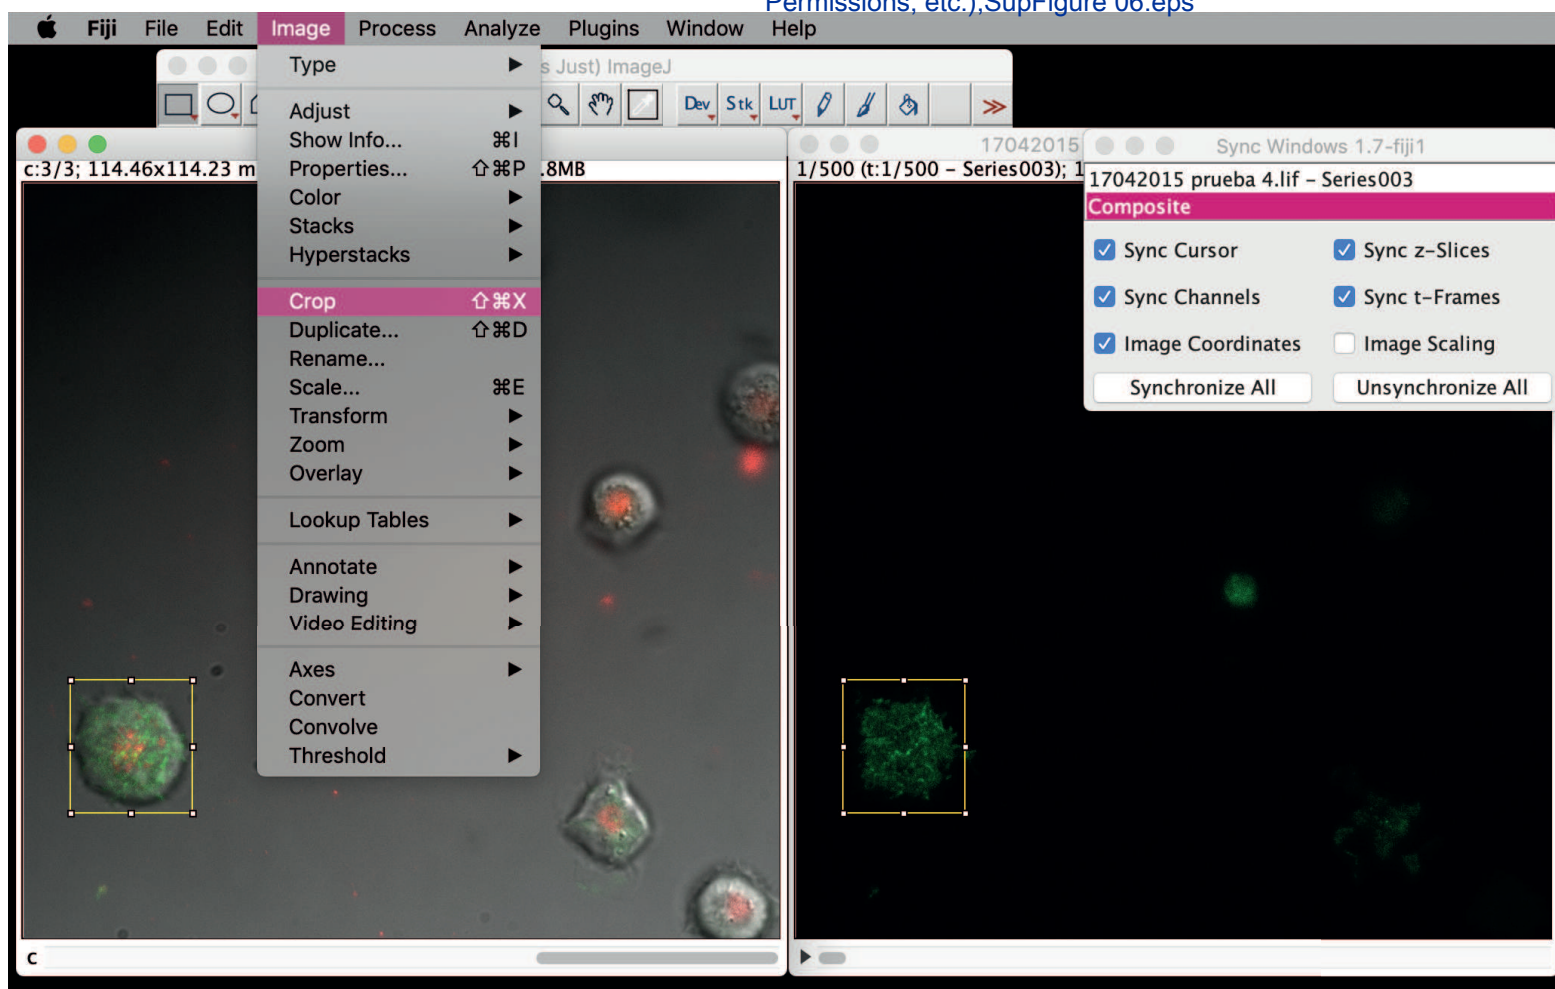 Permissions, etc.),SupFigure 06.eps
Fiji File Edit Image Process Analyze Plugins Window Help
s Just) ImageJ
Dev Stk LUT
c:3/3; 114.46x114.23 m
.8MB
Type
Adjust
Show Info... ⌘I
Properties... ⇧⌘P
Color
Stacks
Hyperstacks
Crop ⇧⌘X
Duplicate... ⇧⌘D
Rename...
Scale... ⌘E
Transform
Zoom
Overlay
Lookup Tables
Annotate
Drawing
Video Editing
Axes
Convert
Convolve
Threshold
c
17042015
1/500 (t:1/500 - Series003); 1
Sync Windows 1.7-fiji1
17042015 prueba 4.lif - Series003
Composite
Sync Cursor Sync z-Slices
Sync Channels Sync t-Frames
Image Coordinates Image Scaling
Synchronize All Unsynchronize All